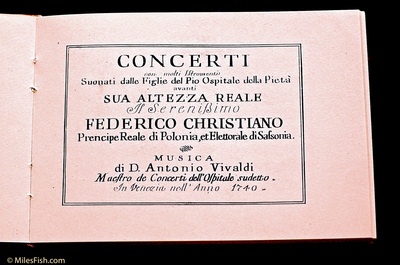 CONCERTI
con molti Istromenti
Suonati dalle Figlie del Pio Ospitale della Pietà
avanti
SUA ALTEZZA REALE
Il Serenissimo
FEDERICO CHRISTIANO
Prencipe Reale di Polonia, et Elettorale di Sassonia.
MUSICA
di D. Antonio Vivaldi
Maestro de Concerti dell'Ospitale sudetto.
In Venezia nell'Anno 1740.
© MilesFish.com